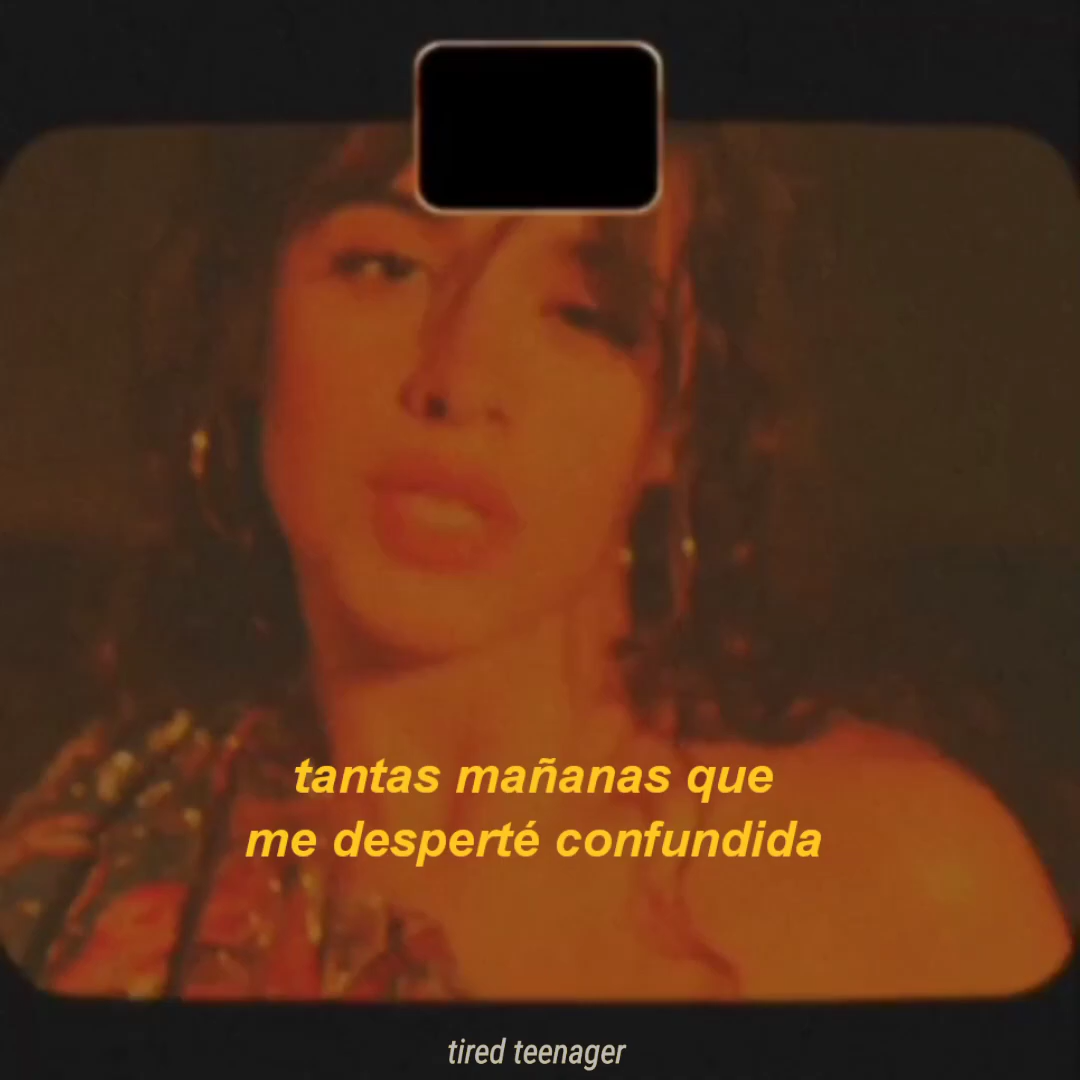 tantas mañanas que
me desperté confundida
tired teenager